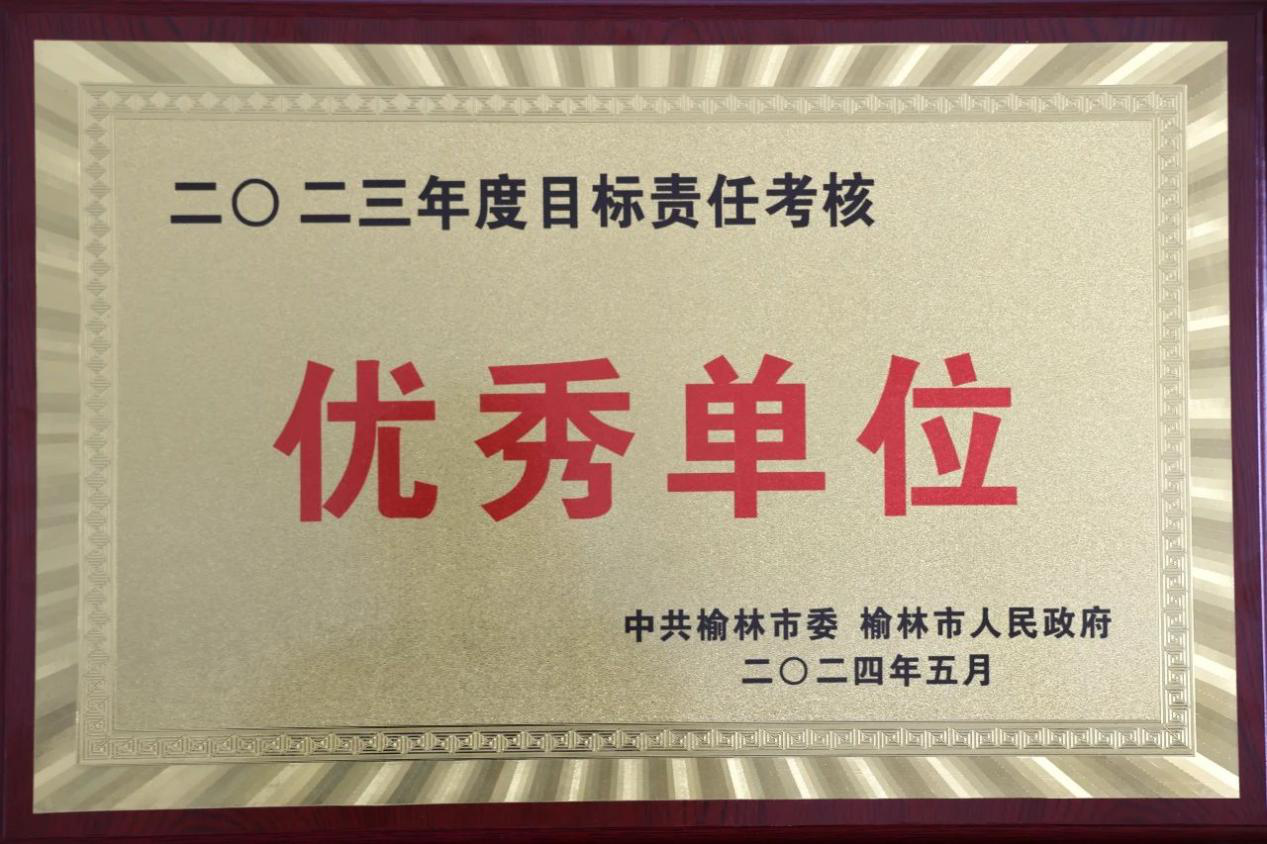 二〇二三年度目标责任考核
优秀单位
中共榆林市委 榆林市人民政府
二〇二四年五月